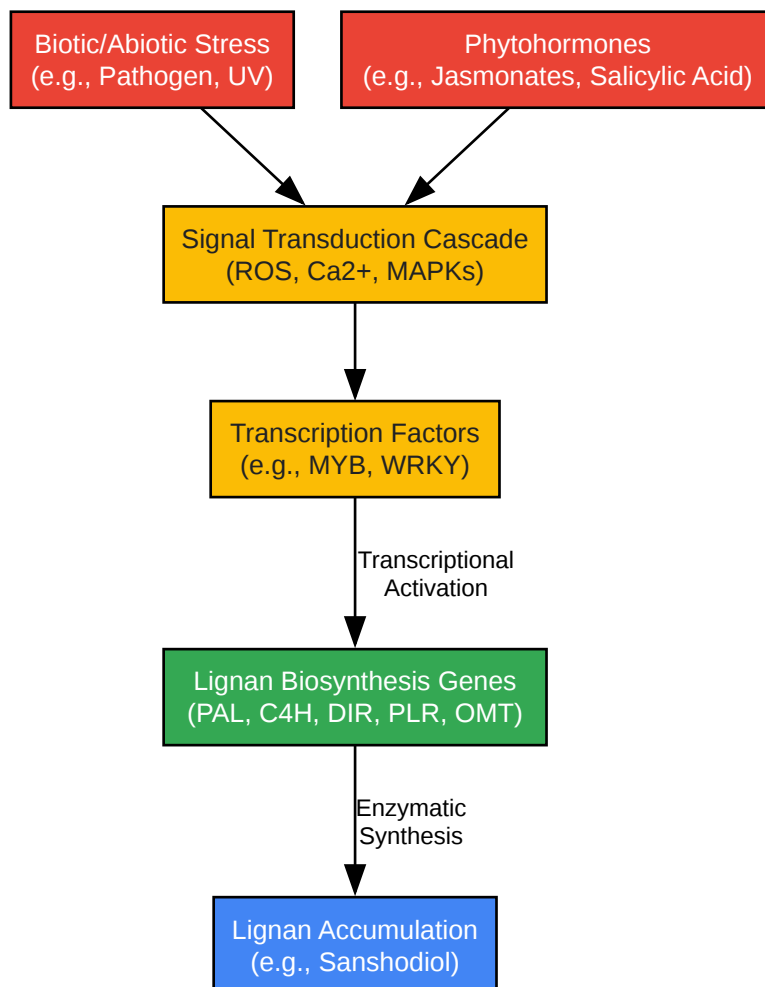 Biotic/Abiotic Stress
(e.g., Pathogen, UV)
Phytohormones
(e.g., Jasmonates, Salicylic Acid)
Signal Transduction Cascade
(ROS, Ca2+, MAPKs)
Transcription Factors
(e.g., MYB, WRKY)
Transcriptional
Activation
Lignan Biosynthesis Genes
(PAL, C4H, DIR, PLR, OMT)
Enzymatic
Synthesis
Lignan Accumulation
(e.g., Sanshodiol)